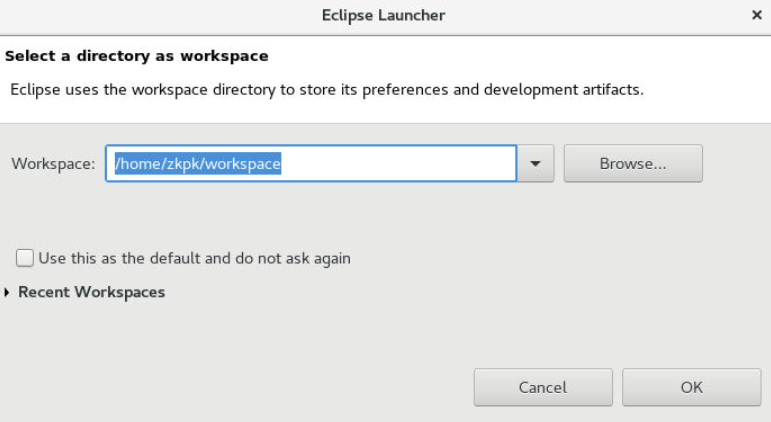 Eclipse Launcher
Select a directory as workspace
Eclipse uses the workspace directory to store its preferences and development artifacts.
Workspace: /home/zkpk/workspace Browse...
Use this as the default and do not ask again
Recent Workspaces
Cancel OK